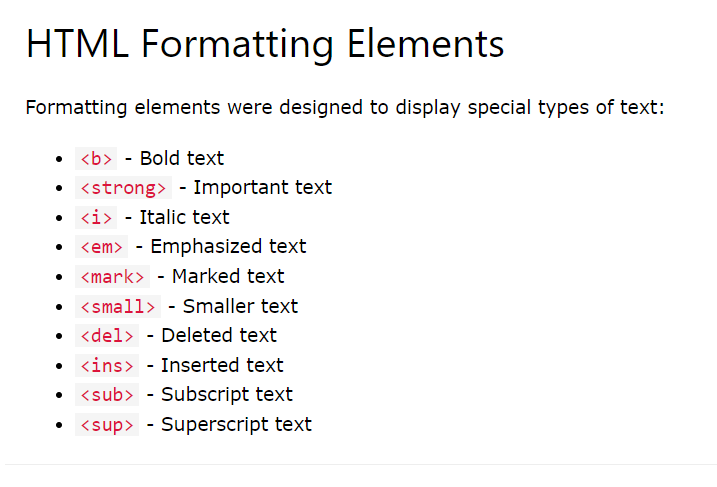 HTML Formatting Elements
Formatting elements were designed to display special types of text:
• <b> - Bold text
• <strong> - Important text
• <i> - Italic text
• <em> - Emphasized text
• <mark> - Marked text
• <small> - Smaller text
• <del> - Deleted text
• <ins> - Inserted text
• <sub> - Subscript text
• <sup> - Superscript text